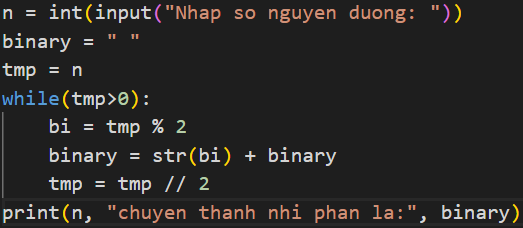 n = int(input("Nhap so nguyen duong: "))
binary = " "
tmp = n
while(tmp>0):
    bi = tmp % 2
    binary = str(bi) + binary
    tmp = tmp // 2
print(n, "chuyen thanh nhi phan la:", binary)